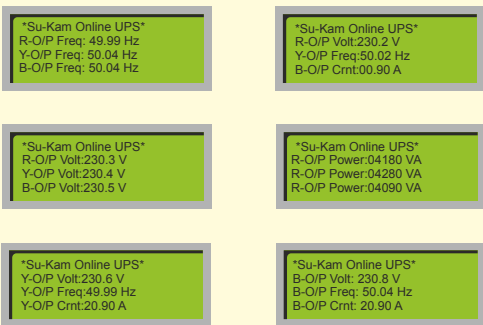 *Su-Kam Online UPS*
R-O/P Freq: 49.99 Hz
Y-O/P Freq: 50.04 Hz
B-O/P Freq: 50.04 Hz
*Su-Kam Online UPS*
R-O/P Volt:230.2 V
Y-O/P Freq:50.02 Hz
B-O/P Crnt:00.90 A
*Su-Kam Online UPS*
R-O/P Volt:230.3 V
Y-O/P Volt:230.4 V
B-O/P Volt:230.5 V
*Su-Kam Online UPS*
R-O/P Power:04180 VA
R-O/P Power:04280 VA
R-O/P Power:04090 VA
*Su-Kam Online UPS*
Y-O/P Volt:230.6 V
Y-O/P Freq:49.99 Hz
Y-O/P Crnt:20.90 A
*Su-Kam Online UPS*
B-O/P Volt: 230.8 V
B-O/P Freq: 50.04 Hz
B-O/P Crnt: 20.90 A